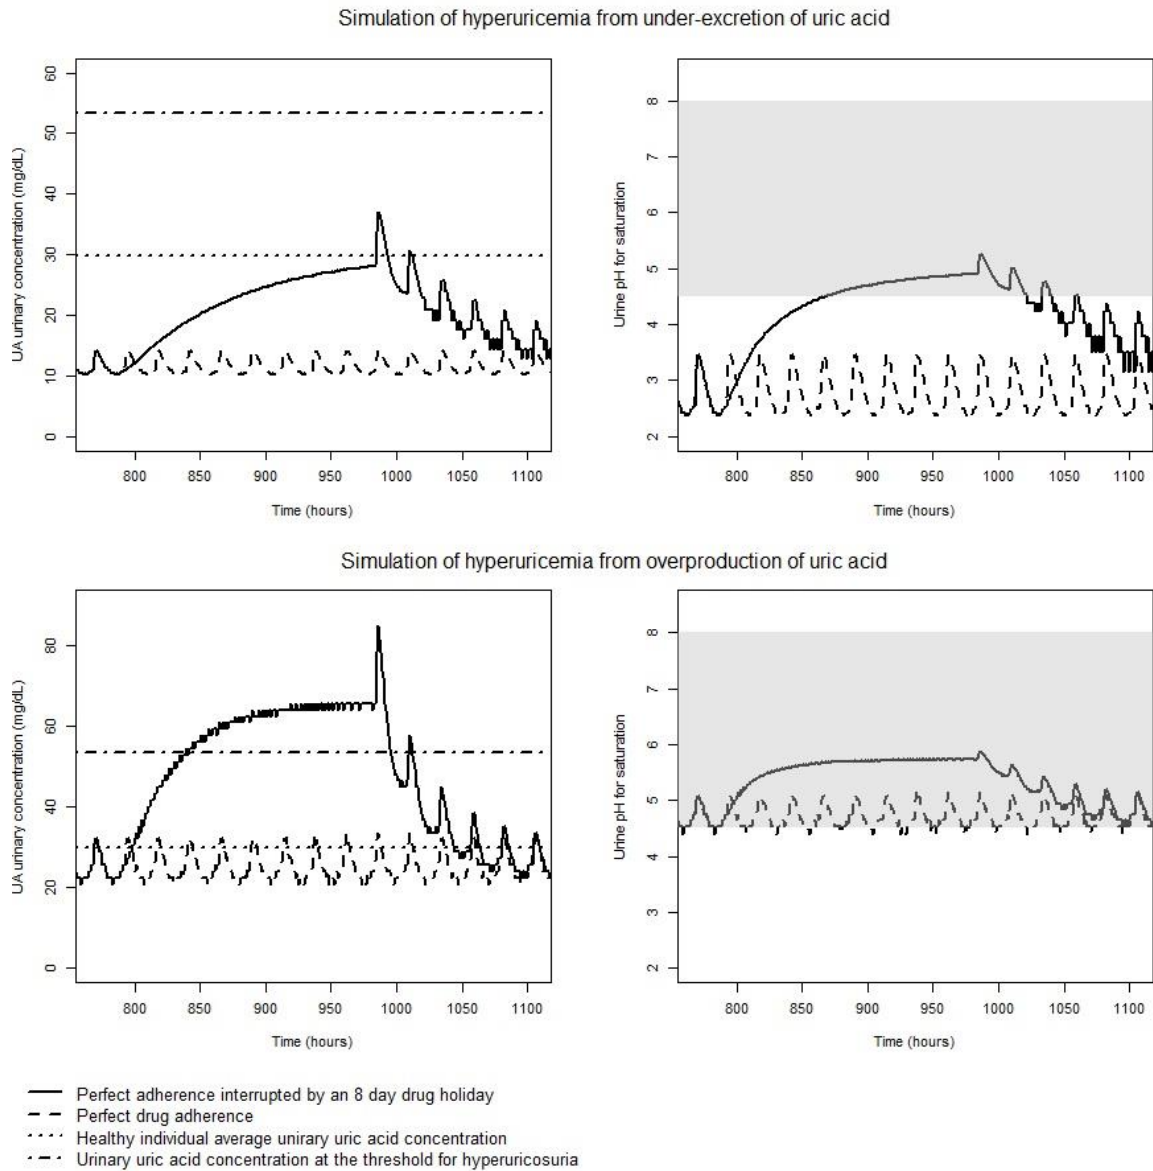 Simulation of hyperuricemia from under-excretion of uric acid
UA urinary concentration (mg/dL)
60
50
40
30
20
10
0
800 850 900 950 1000 1050 1100
Time (hours)
Urine pH for saturation
8
7
6
5
4
3
2
800 850 900 950 1000 1050 1100
Time (hours)
Simulation of hyperuricemia from overproduction of uric acid
UA urinary concentration (mg/dL)
80
60
40
20
0
800 850 900 950 1000 1050 1100
Time (hours)
Urine pH for saturation
8
7
6
5
4
3
2
800 850 900 950 1000 1050 1100
Time (hours)
Perfect adherence interrupted by an 8 day drug holiday
Perfect drug adherence
Healthy individual average unirary uric acid concentration
Urinary uric acid concentration at the threshold for hyperuricosuria